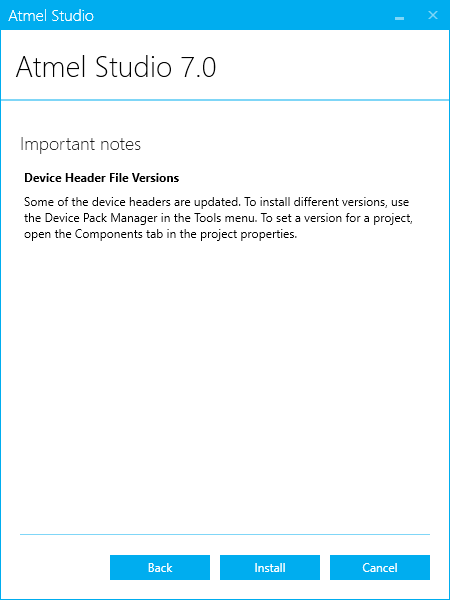 Atmel Studio
Atmel Studio 7.0
Important notes
Device Header File Versions
Some of the device headers are updated. To install different versions, use
the Device Pack Manager in the Tools menu. To set a version for a project,
open the Components tab in the project properties.
Back
Install
Cancel